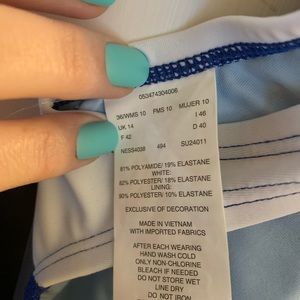 053474304006
36/WMS 10 PMS 10 MUJER 10
UK 14 I 46
F 42 D 40
NESS4038 494 SU24011
81% POLYAMIDE/ 19% ELASTANE
WHITE:
82% POLYESTER/ 18% ELASTANE
LINING:
90% POLYESTER/ 10% ELASTANE
EXCLUSIVE OF DECORATION
MADE IN VIETNAM
WITH IMPORTED FABRICS
AFTER EACH WEARING
HAND WASH COLD
ONLY NON-CHLORINE
BLEACH IF NEEDED
DO NOT STORE WET
LINE DRY
DO NOT IRON